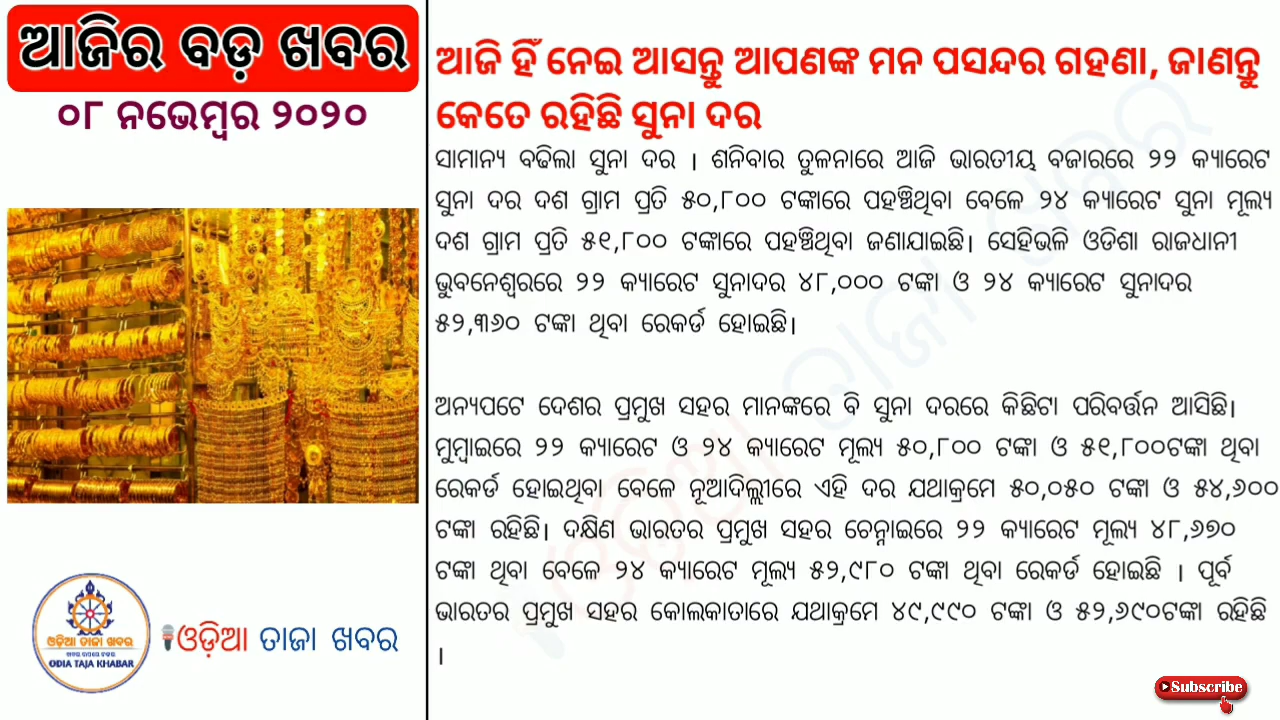 ଆଜିର ବଡ଼ ଖବର
୦୮ ନଭେମ୍ବର ୨୦୨୦
ଆଜି ହିଁ ନେଇ ଆସନ୍ତୁ ଆପଣଙ୍କ ମନ ପସନ୍ଦର ଗହଣା, ଜାଣନ୍ତୁ
କେତେ ରହିଛି ସୁନା ଦର
ସାମାନ୍ୟ ବଢିଲା ସୁନା ଦର । ଶନିବାର ତୁଳନାରେ ଆଜି ଭାରତୀୟ ବଜାରରେ ୨୨ କ୍ୟାରେଟ
ସୁନା ଦର ଦଶ ଗ୍ରାମ ପ୍ରତି ୫୦,୮୦୦ ଟଙ୍କାରେ ପହଞ୍ଚିଥିବା ବେଳେ ୨୪ କ୍ୟାରେଟ ସୁନା ମୂଲ୍ୟ
ଦଶ ଗ୍ରାମ ପ୍ରତି ୫୧,୮୦୦ ଟଙ୍କାରେ ପହଞ୍ଚିଥିବା ଜଣାଯାଇଛି। ସେହିଭଳି ଓଡିଶା ରାଜଧାନୀ
ଭୁବନେଶ୍ୱରରେ ୨୨ କ୍ୟାରେଟ ସୁନାଦର ୪୮,୦୦୦ ଟଙ୍କା ଓ ୨୪ କ୍ୟାରେଟ ସୁନାଦର
୫୨,୩୬୦ ଟଙ୍କା ଥିବା ରେକର୍ଡ ହୋଇଛି।
ଅନ୍ୟପଟେ ଦେଶର ପ୍ରମୁଖ ସହର ମାନଙ୍କରେ ବି ସୁନା ଦରରେ କିଛିଟା ପରିବର୍ତ୍ତନ ଆସିଛି।
ମୁମ୍ବାଇରେ ୨୨ କ୍ୟାରେଟ ଓ ୨୪ କ୍ୟାରେଟ ମୂଲ୍ୟ ୫୦,୮୦୦ ଟଙ୍କା ଓ ୫୧,୮୦୦ଟଙ୍କା ଥିବା
ରେକର୍ଡ ହୋଇଥିବା ବେଳେ ନୂଆଦିଲ୍ଲୀରେ ଏହି ଦର ଯଥାକ୍ରମେ ୫୦,୦୫୦ ଟଙ୍କା ଓ ୫୪,୬୦୦
ଟଙ୍କା ରହିଛି। ଦକ୍ଷିଣ ଭାରତର ପ୍ରମୁଖ ସହର ଚେନ୍ନାଇରେ ୨୨ କ୍ୟାରେଟ ମୂଲ୍ୟ ୪୮,୬୭୦
ଟଙ୍କା ଥିବା ବେଳେ ୨୪ କ୍ୟାରେଟ ମୂଲ୍ୟ ୫୨,୯୮୦ ଟଙ୍କା ଥିବା ରେକର୍ଡ ହୋଇଛି । ପୂର୍ବ
ଭାରତର ପ୍ରମୁଖ ସହର କୋଲକାତାରେ ଯଥାକ୍ରମେ ୪୯,୯୯୦ ଟଙ୍କା ଓ ୫୨,୬୯୦ଟଙ୍କା ରହିଛି
।
ଓଡ଼ିଆ ତାଜା ଖବର
ODIA TAJA KHABAR
ଓଡ଼ିଆ ତାଜା ଖବର
Subscribe